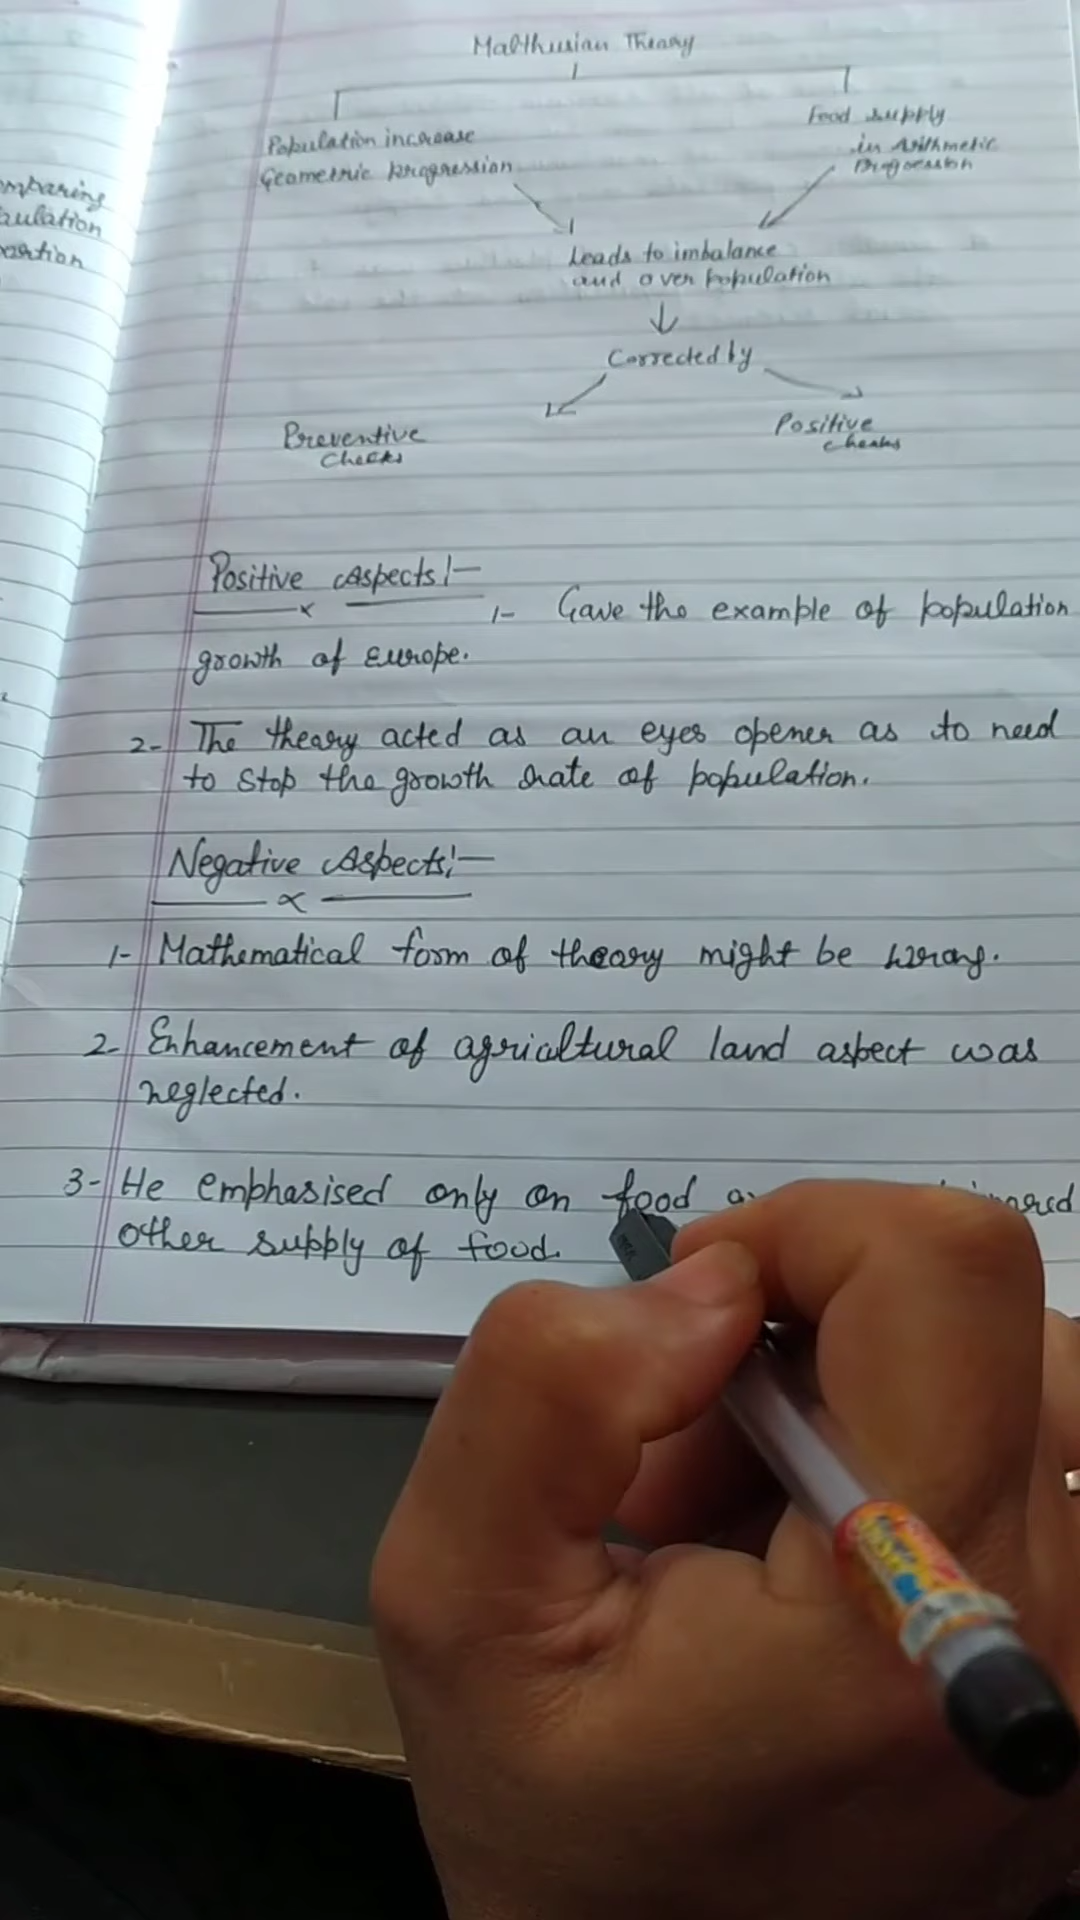 Malthusian Theory
Population increase
Geometric progression
Food supply
in Arithmetic
Progression
Leads to imbalance
and over population
Corrected by
Preventive
Checks
Positive
checks
Positive Aspects:-
1- Gave the example of population
growth of Europe.
2- The theory acted as an eyes opener as to need
to stop the growth rate of population.
Negative Aspects:-
1- Mathematical form of theory might be wrong.
2- Enhancement of agricultural land aspect was
neglected.
3- He emphasised only on food
other supply of food.